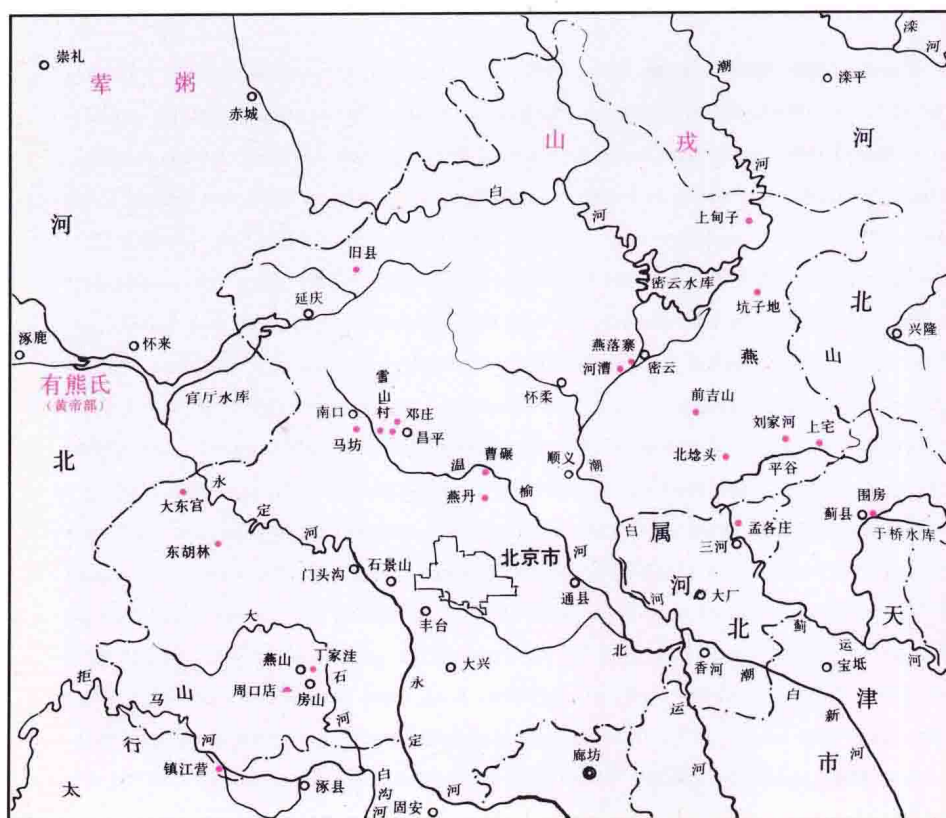 崇礼
荤粥
赤城
山戎
潮河
滦河
滦平
河北
白河
上甸子
旧县
延庆
密云水库
坑子地
燕山
兴隆
涿鹿
怀来
有熊氏
（黄帝部）
官厅水库
燕落寨
河漕
密云
怀柔
前吉山
刘家河
上宅
北埝头
平谷
雪山村
邓庄
南口
马坊
昌平
曹碾
温榆河
燕丹
顺义
潮白河
大东宫
永定河
东胡林
门头沟
石景山
北京市
丰台
通县
围房
蓟县
于桥水库
孟各庄
三河
属河北
大厂
蓟运河
天津市
宝坻
香河
潮白新河
北运河
大兴
大石河
丁家洼
燕山
房山
周口店
拒马河
太行山
镇江营
涿县
白沟河
固安
永定河
廊坊